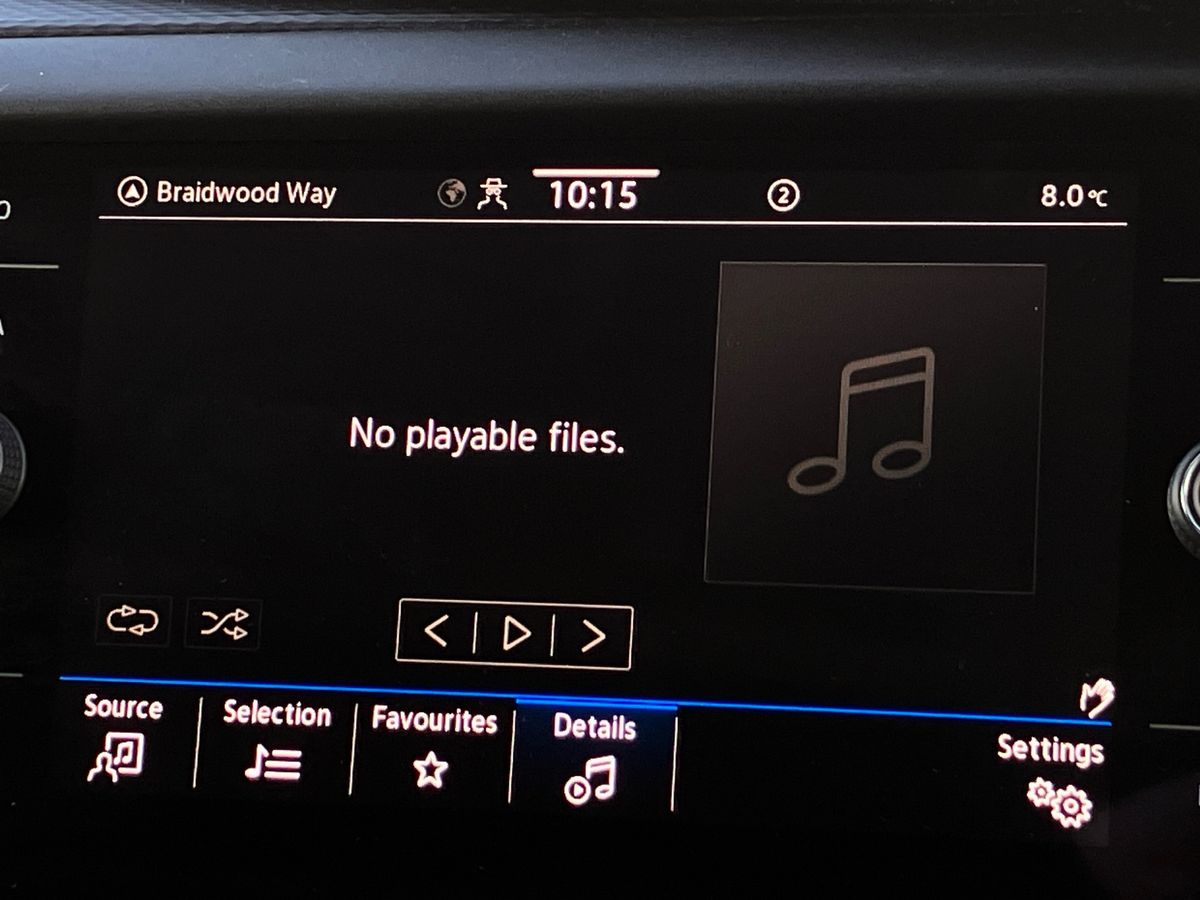 Braidwood Way
10:15
2
8.0°C
No playable files.
Source
Selection
Favourites
Details
Settings